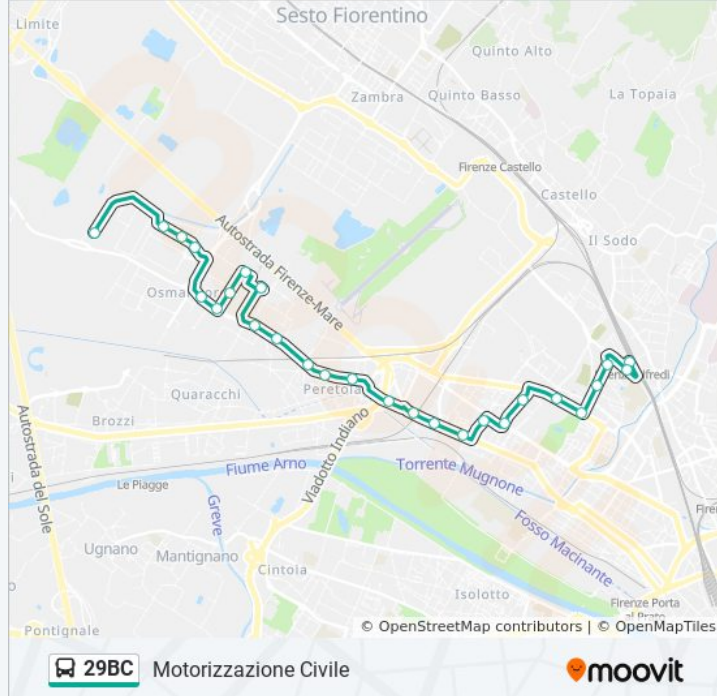 Limite
Sesto Fiorentino
Quinto Alto
Zambra
Quinto Basso
La Topaia
Firenze Castello
Castello
Il Sodo
Autostrada Firenze-Mare
Peretola
Quaracchi
Brozzi
Autostrada del Sole
Viadotto Indiano
Fiume Arno
Torrente Mugnone
Le Piagge
Greve
Fosso Macinante
Ugnano
Mantignano
Cintoia
Isolotto
Firenze Porta
al Prato
Pontignale
© OpenStreetMap contributors | © OpenMapTiles
29BC Motorizzazione Civile
moovit